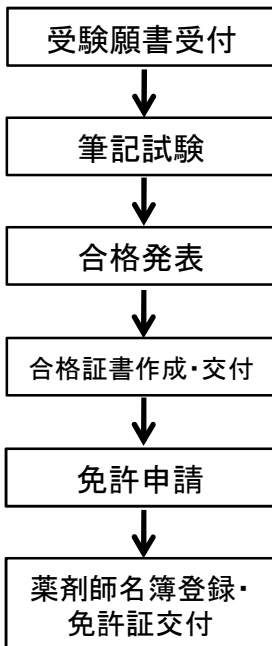 受験願書受付
筆記試験
合格発表
合格証書作成・交付
免許申請
薬剤師名簿登録・
免許証交付